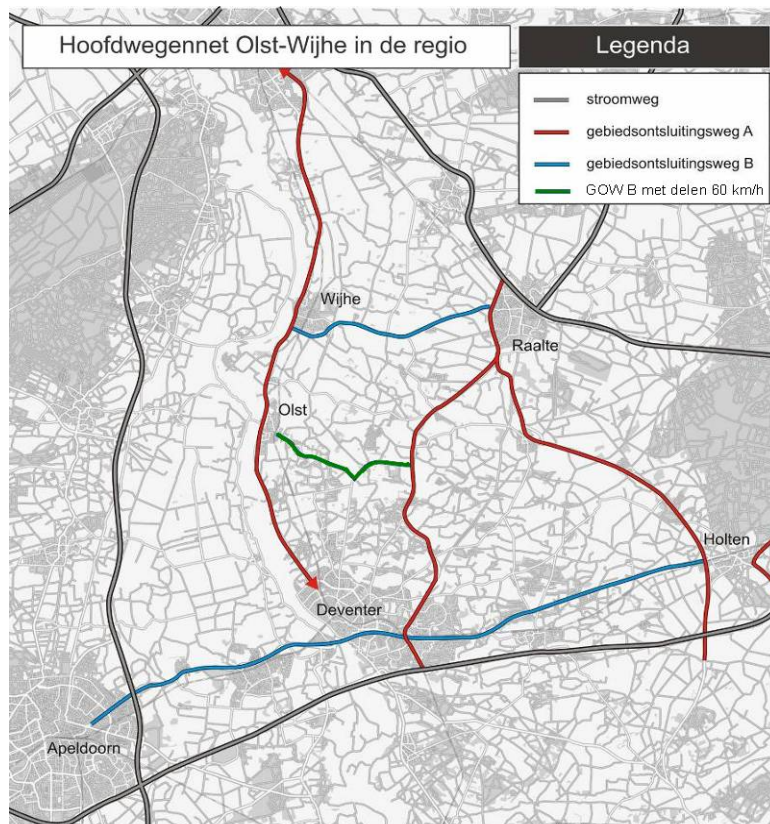 Hoofdwegennet Olst-Wijhe in de regio
Legenda
stroomweg
gebiedsontsluitingsweg A
gebiedsontsluitingsweg B
GOW B met delen 60 km/h
Wijhe
Raalte
Olst
Holten
Deventer
Apeldoorn